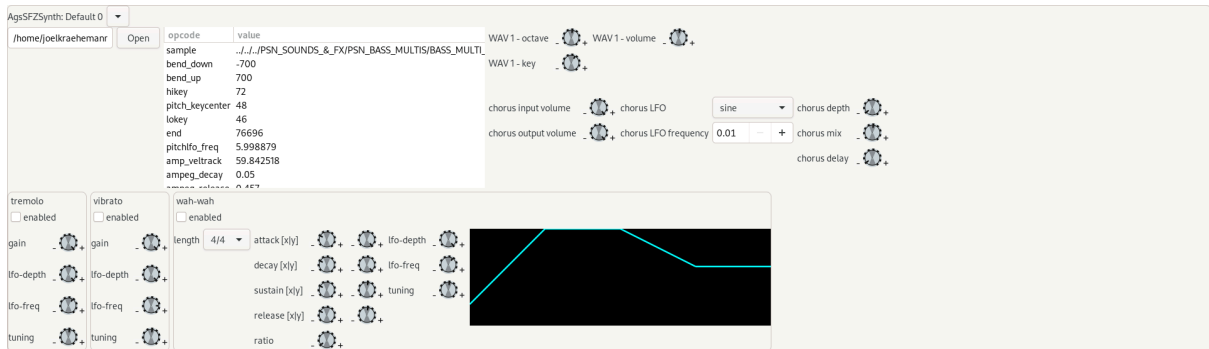 AgsSFZSynth: Default 0
/home/joelkraehemanr Open
opcode value
sample ../../../PSN_SOUNDS_&_FX/PSN_BASS_MULTIS/BASS_MULTI_
bend_down -700
bend_up 700
hikey 72
pitch_keycenter 48
lokey 46
end 76696
pitchlfo_freq 5.998879
amp_veltrack 59.842518
ampeg_decay 0.05
ampeg_release 0.457
WAV 1 - octave - + WAV 1 - volume - +
WAV 1 - key - +
chorus input volume - + chorus LFO sine chorus depth - +
chorus output volume - + chorus LFO frequency 0.01 - + chorus mix - +
chorus delay - +
tremolo
enabled
gain - +
lfo-depth - +
lfo-freq - +
tuning - +
vibrato
enabled
gain - +
lfo-depth - +
lfo-freq - +
tuning - +
wah-wah
enabled
length 4/4 attack [x|y] - + - + lfo-depth - +
decay [x|y] - + - + lfo-freq - +
sustain [x|y] - + - + tuning - +
release [x|y] - + - +
ratio - +